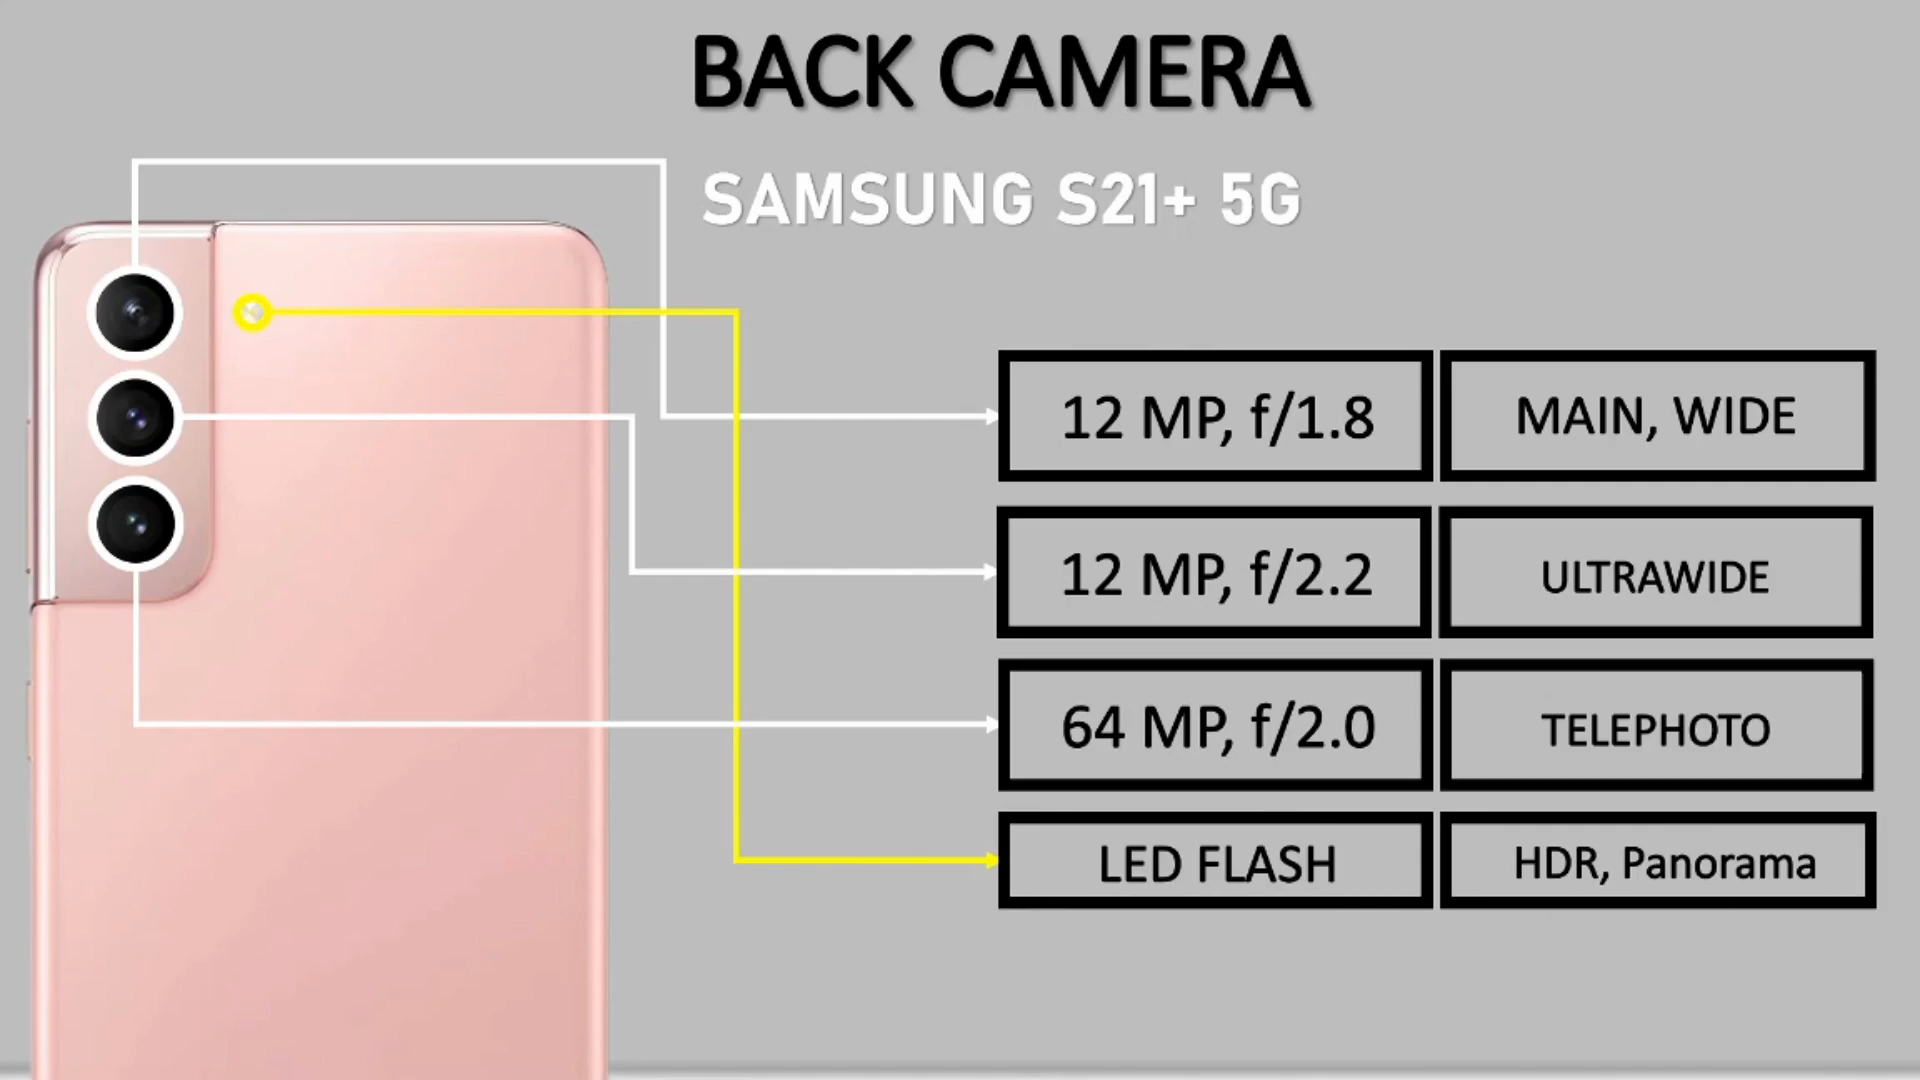 BACK CAMERA
SAMSUNG S21+ 5G
12 MP, f/1.8 MAIN, WIDE
12 MP, f/2.2 ULTRAWIDE
64 MP, f/2.0 TELEPHOTO
LED FLASH HDR, Panorama